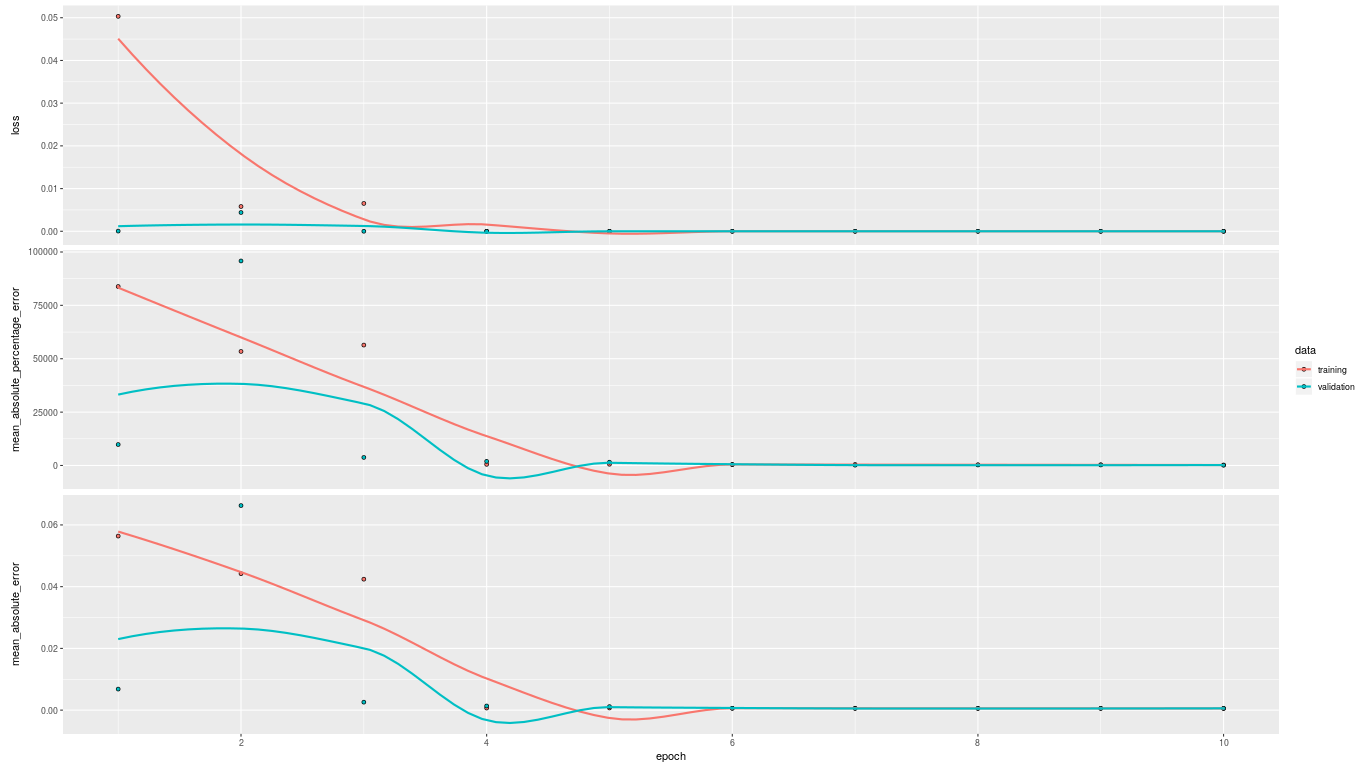 loss
0.05
0.04
0.03
0.02
0.01
0.00
mean_absolute_percentage_error
100000
75000
50000
25000
0
mean_absolute_error
0.06
0.04
0.02
0.00
2
4
6
8
10
epoch
data
training
validation